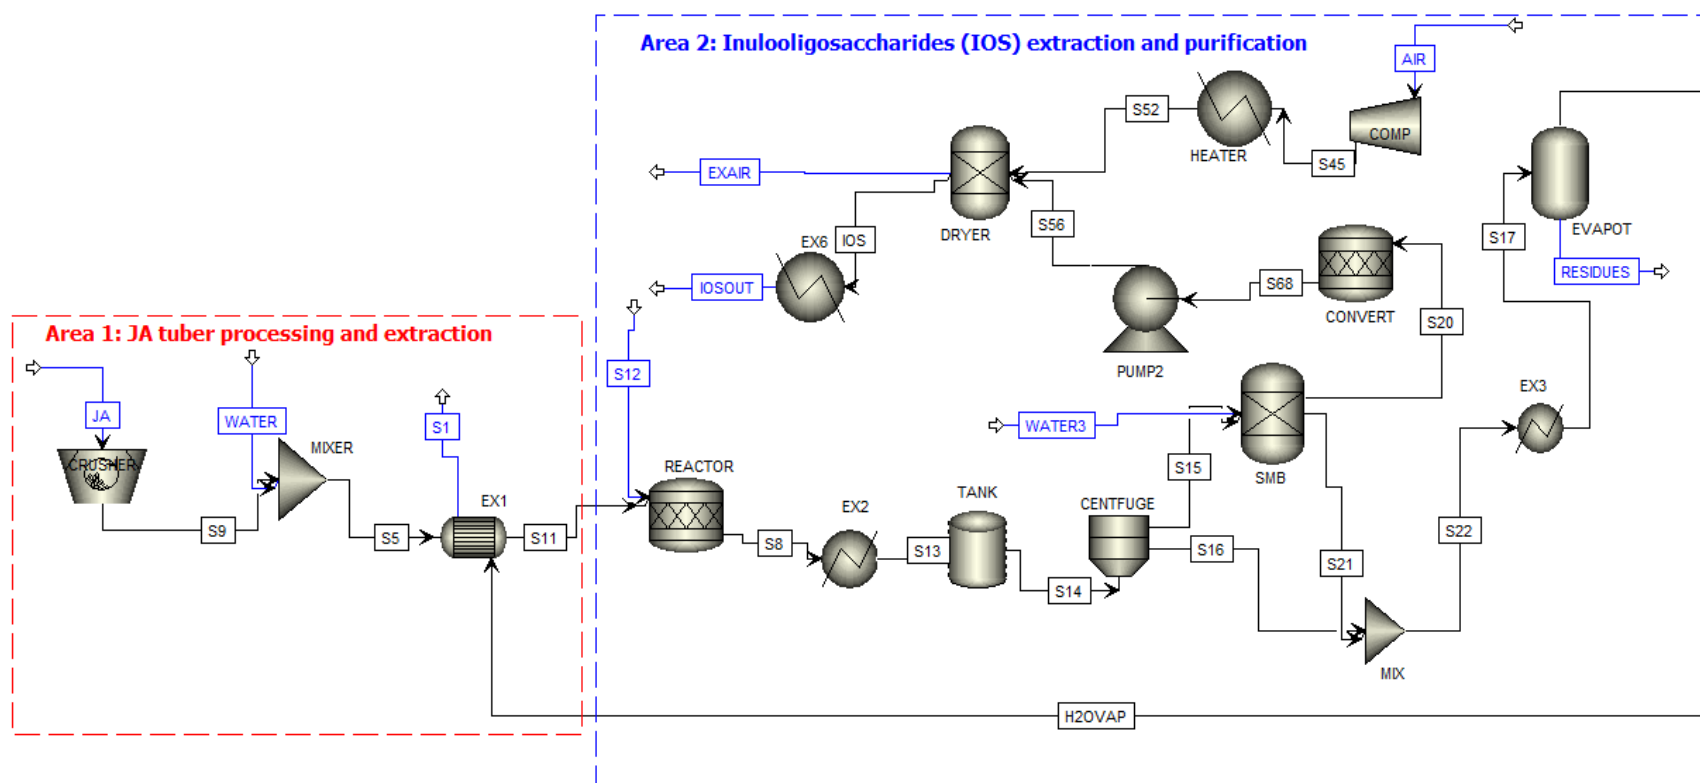 Area 2: Inulooligosaccharides (IOS) extraction and purification
AIR
S52
COMP
HEATER
S45
EXAIR
S56
DRYER
EX6
IOS
S17
EVAPOT
RESIDUES
S68
IOSOUT
CONVERT
S20
PUMP2
Area 1: JA tuber processing and extraction
S12
EX3
JA
WATER
S1
WATER3
MIXER
CRUSHER
REACTOR
S15
SMB
EX1
EX2
TANK
CENTFUGE
S9
S5
S11
S8
S13
S16
S22
S21
S14
MIX
H2OVAP